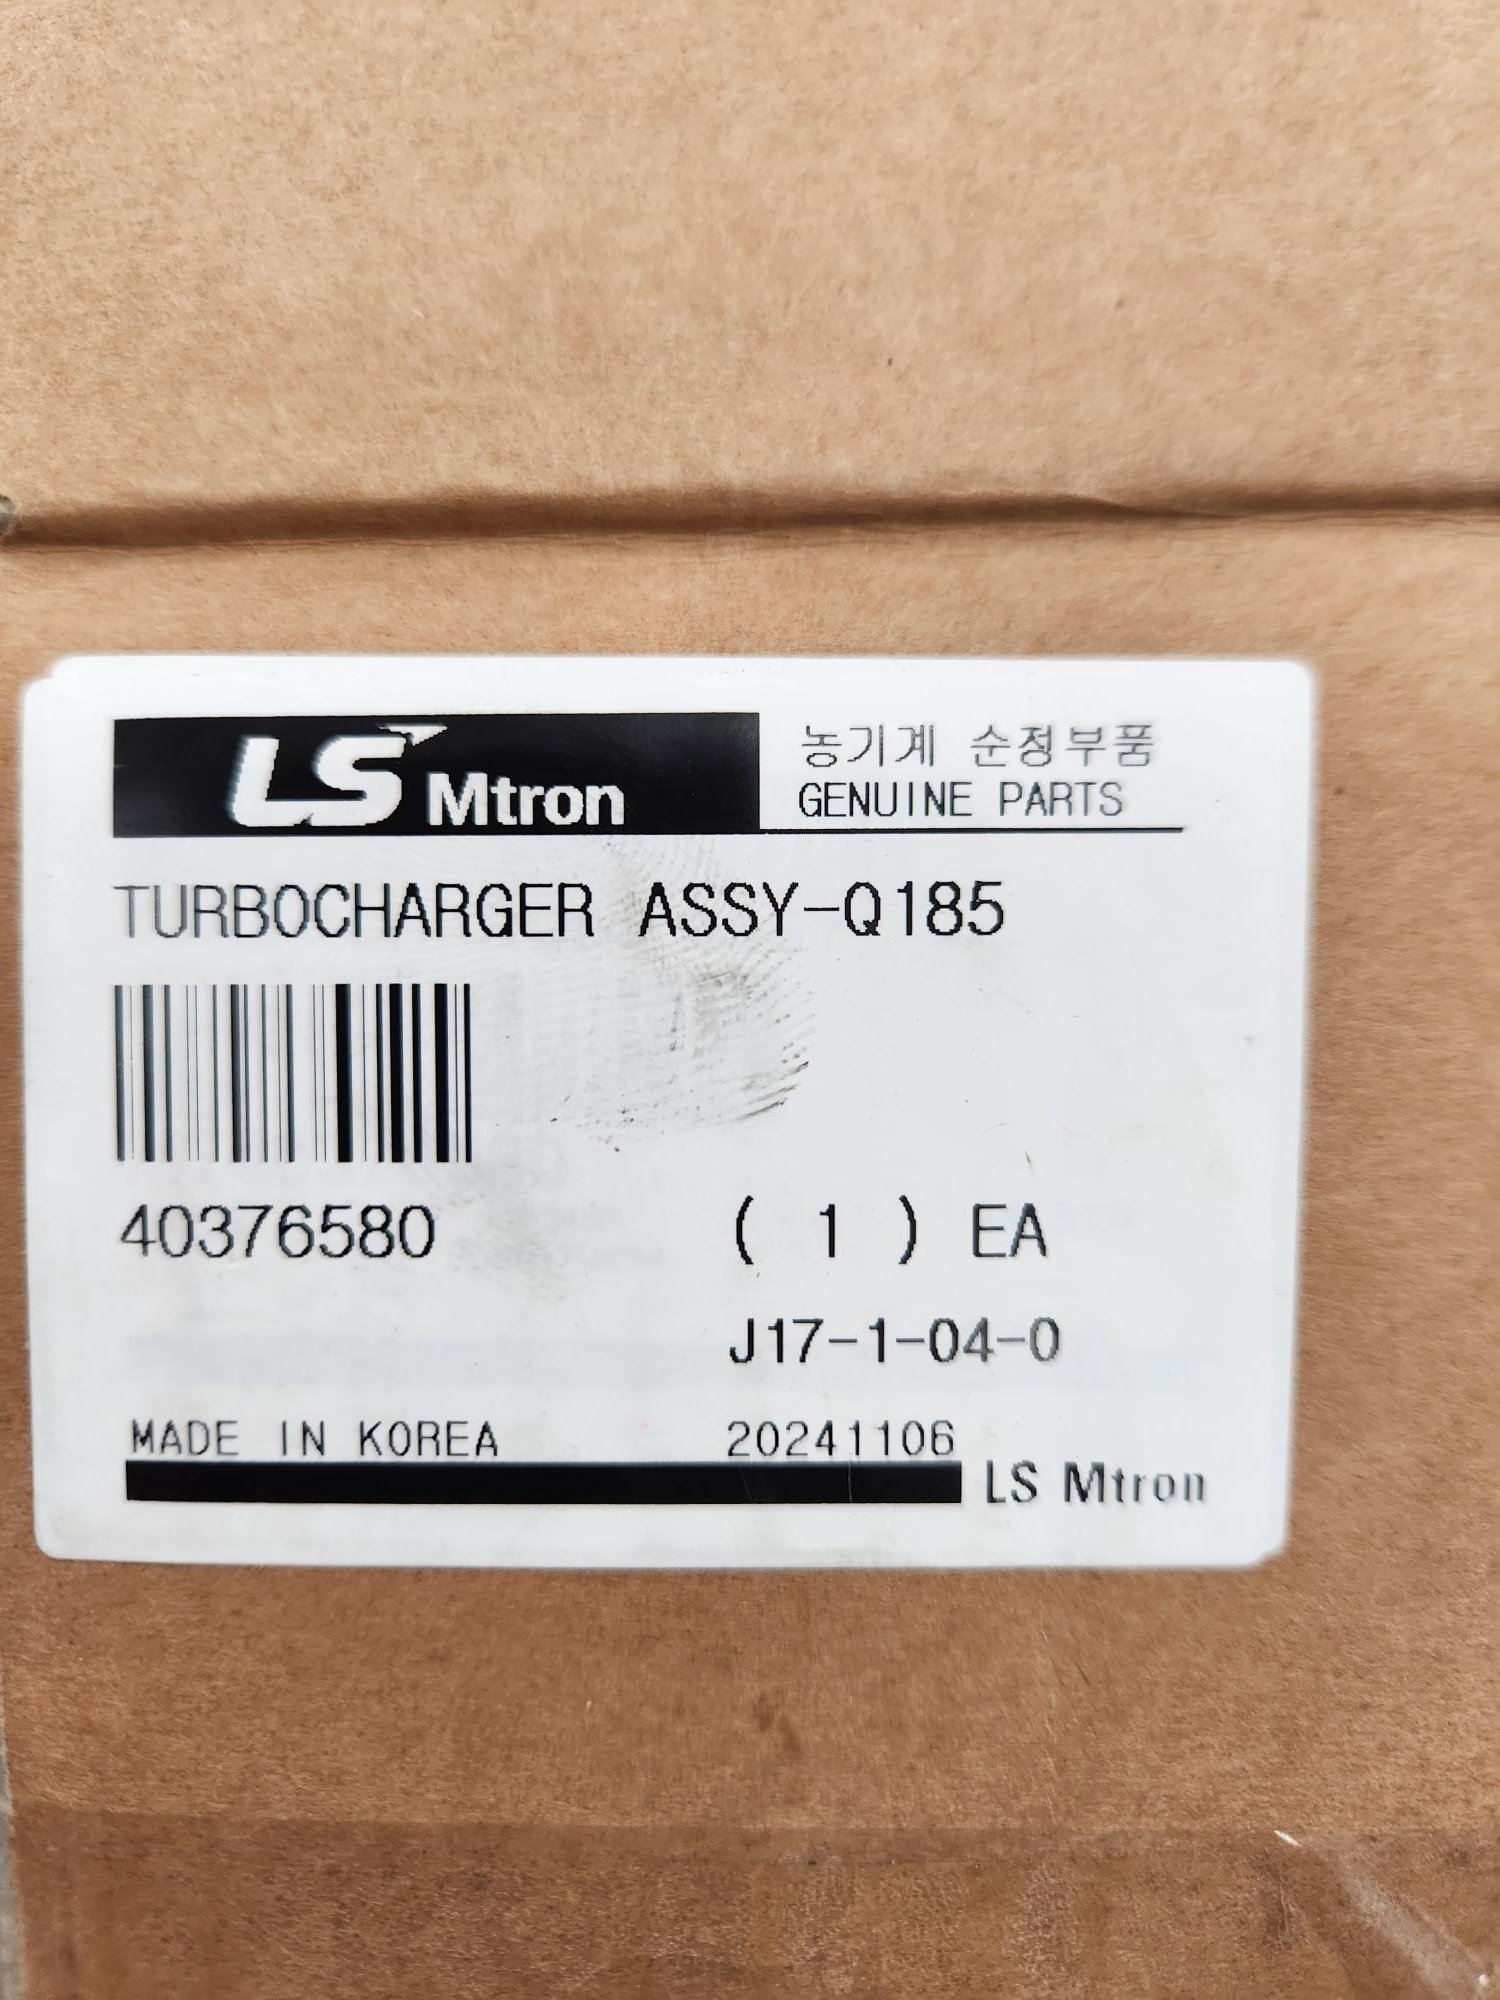 LS Mtron
농기계 순정부품
GENUINE PARTS
TURBOCHARGER ASSY-Q185
40376580
( 1 ) EA
J17-1-04-0
MADE IN KOREA
20241106
LS Mtron